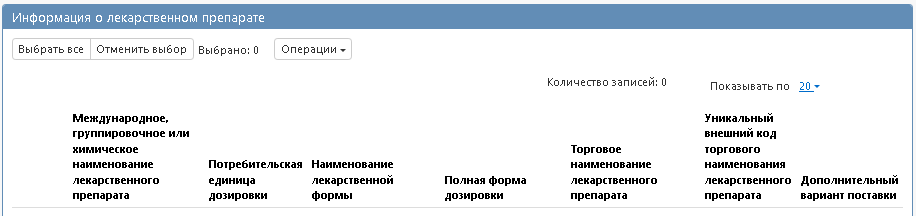 Информация о лекарственном препарате
Выбрать все Отменить выбор Выбрано: 0 Операции
Количество записей: 0 Показывать по 20
Международное,
группировочное или
химическое
наименование
лекарственного
препарата
Потребительская
единица
дозировки
Наименование
лекарственной
формы
Полная форма
дозировки
Торговое
наименование
лекарственного
препарата
Уникальный
внешний код
торгового
наименования
лекарственного
препарата
Дополнительный
вариант поставки